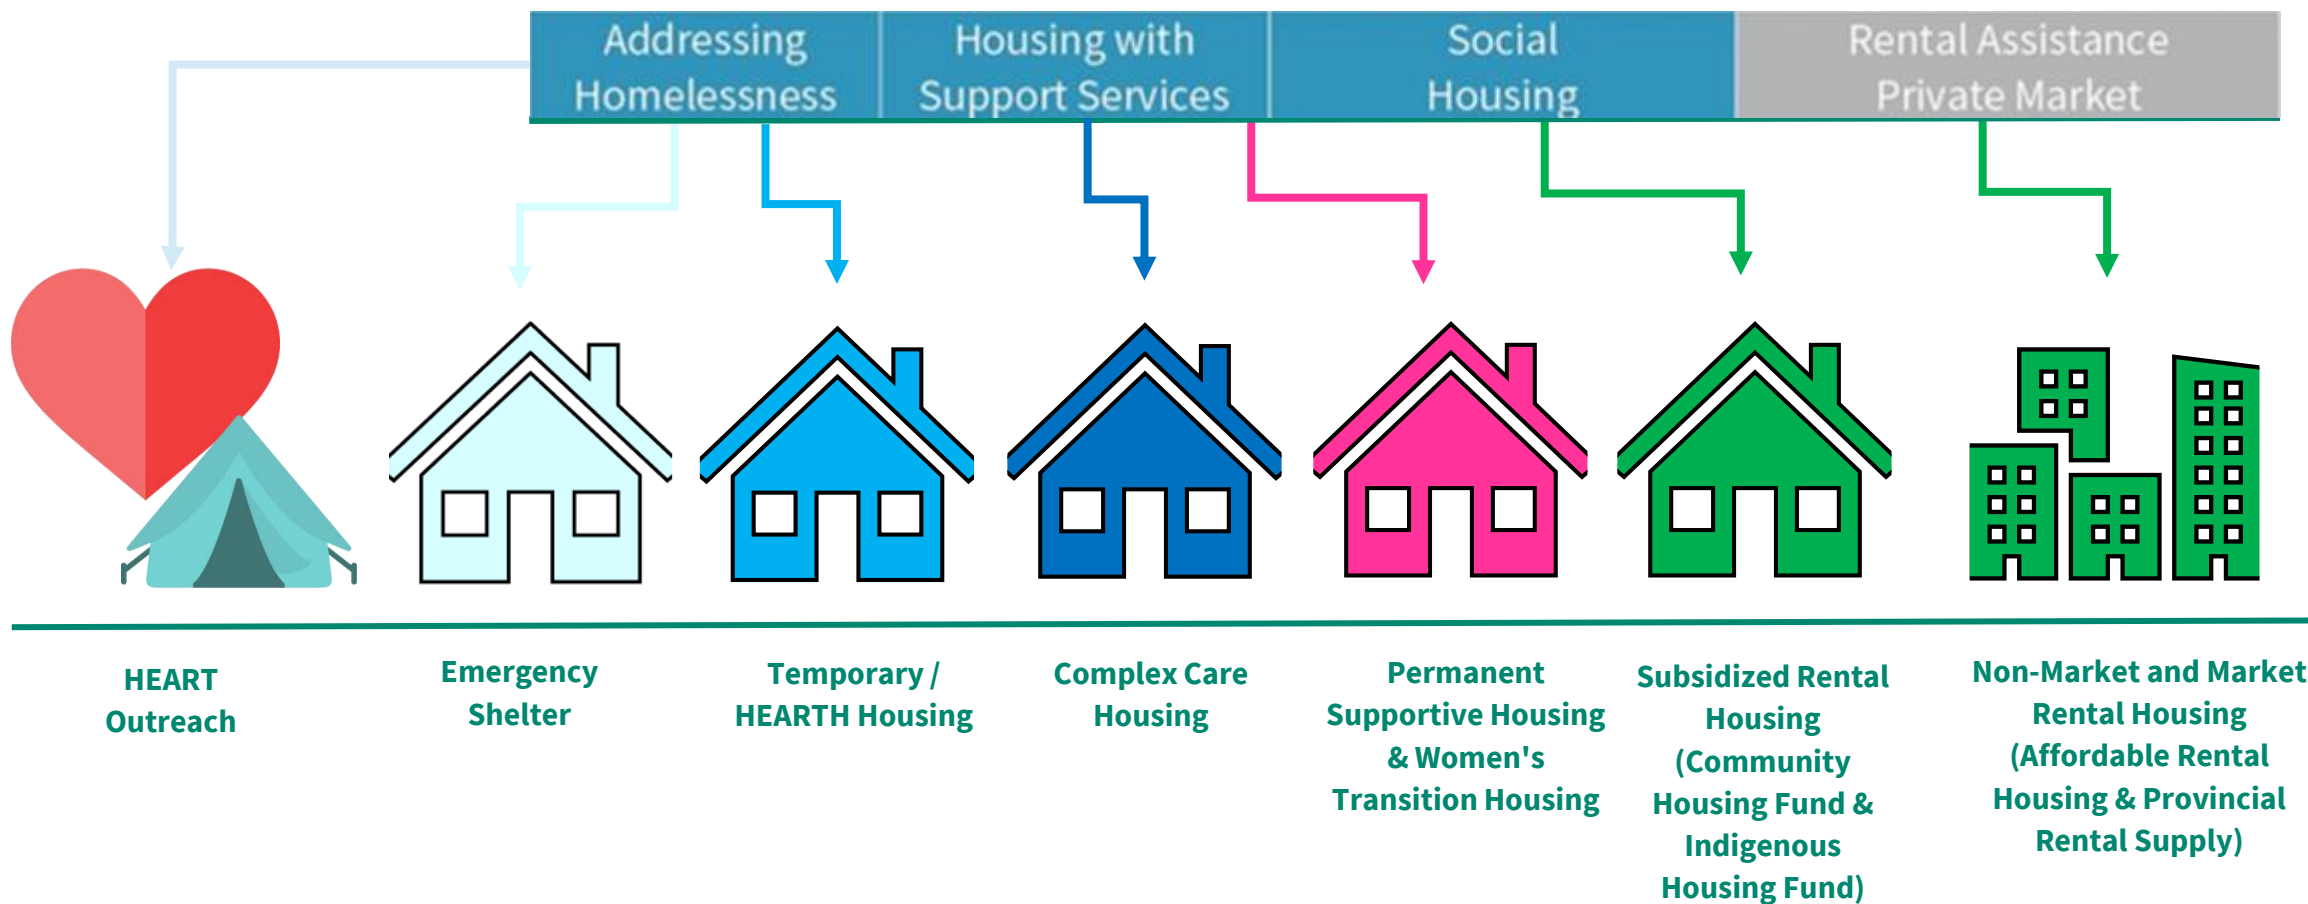 Addressing
Homelessness
Housing with
Support Services
Social
Housing
Rental Assistance
Private Market
HEART
Outreach
Emergency
Shelter
Temporary /
HEARTH Housing
Complex Care
Housing
Permanent
Supportive Housing
& Women's
Transition Housing
Subsidized Rental
Housing
(Community
Housing Fund &
Indigenous
Housing Fund)
Non-Market and Market
Rental Housing
(Affordable Rental
Housing & Provincial
Rental Supply)